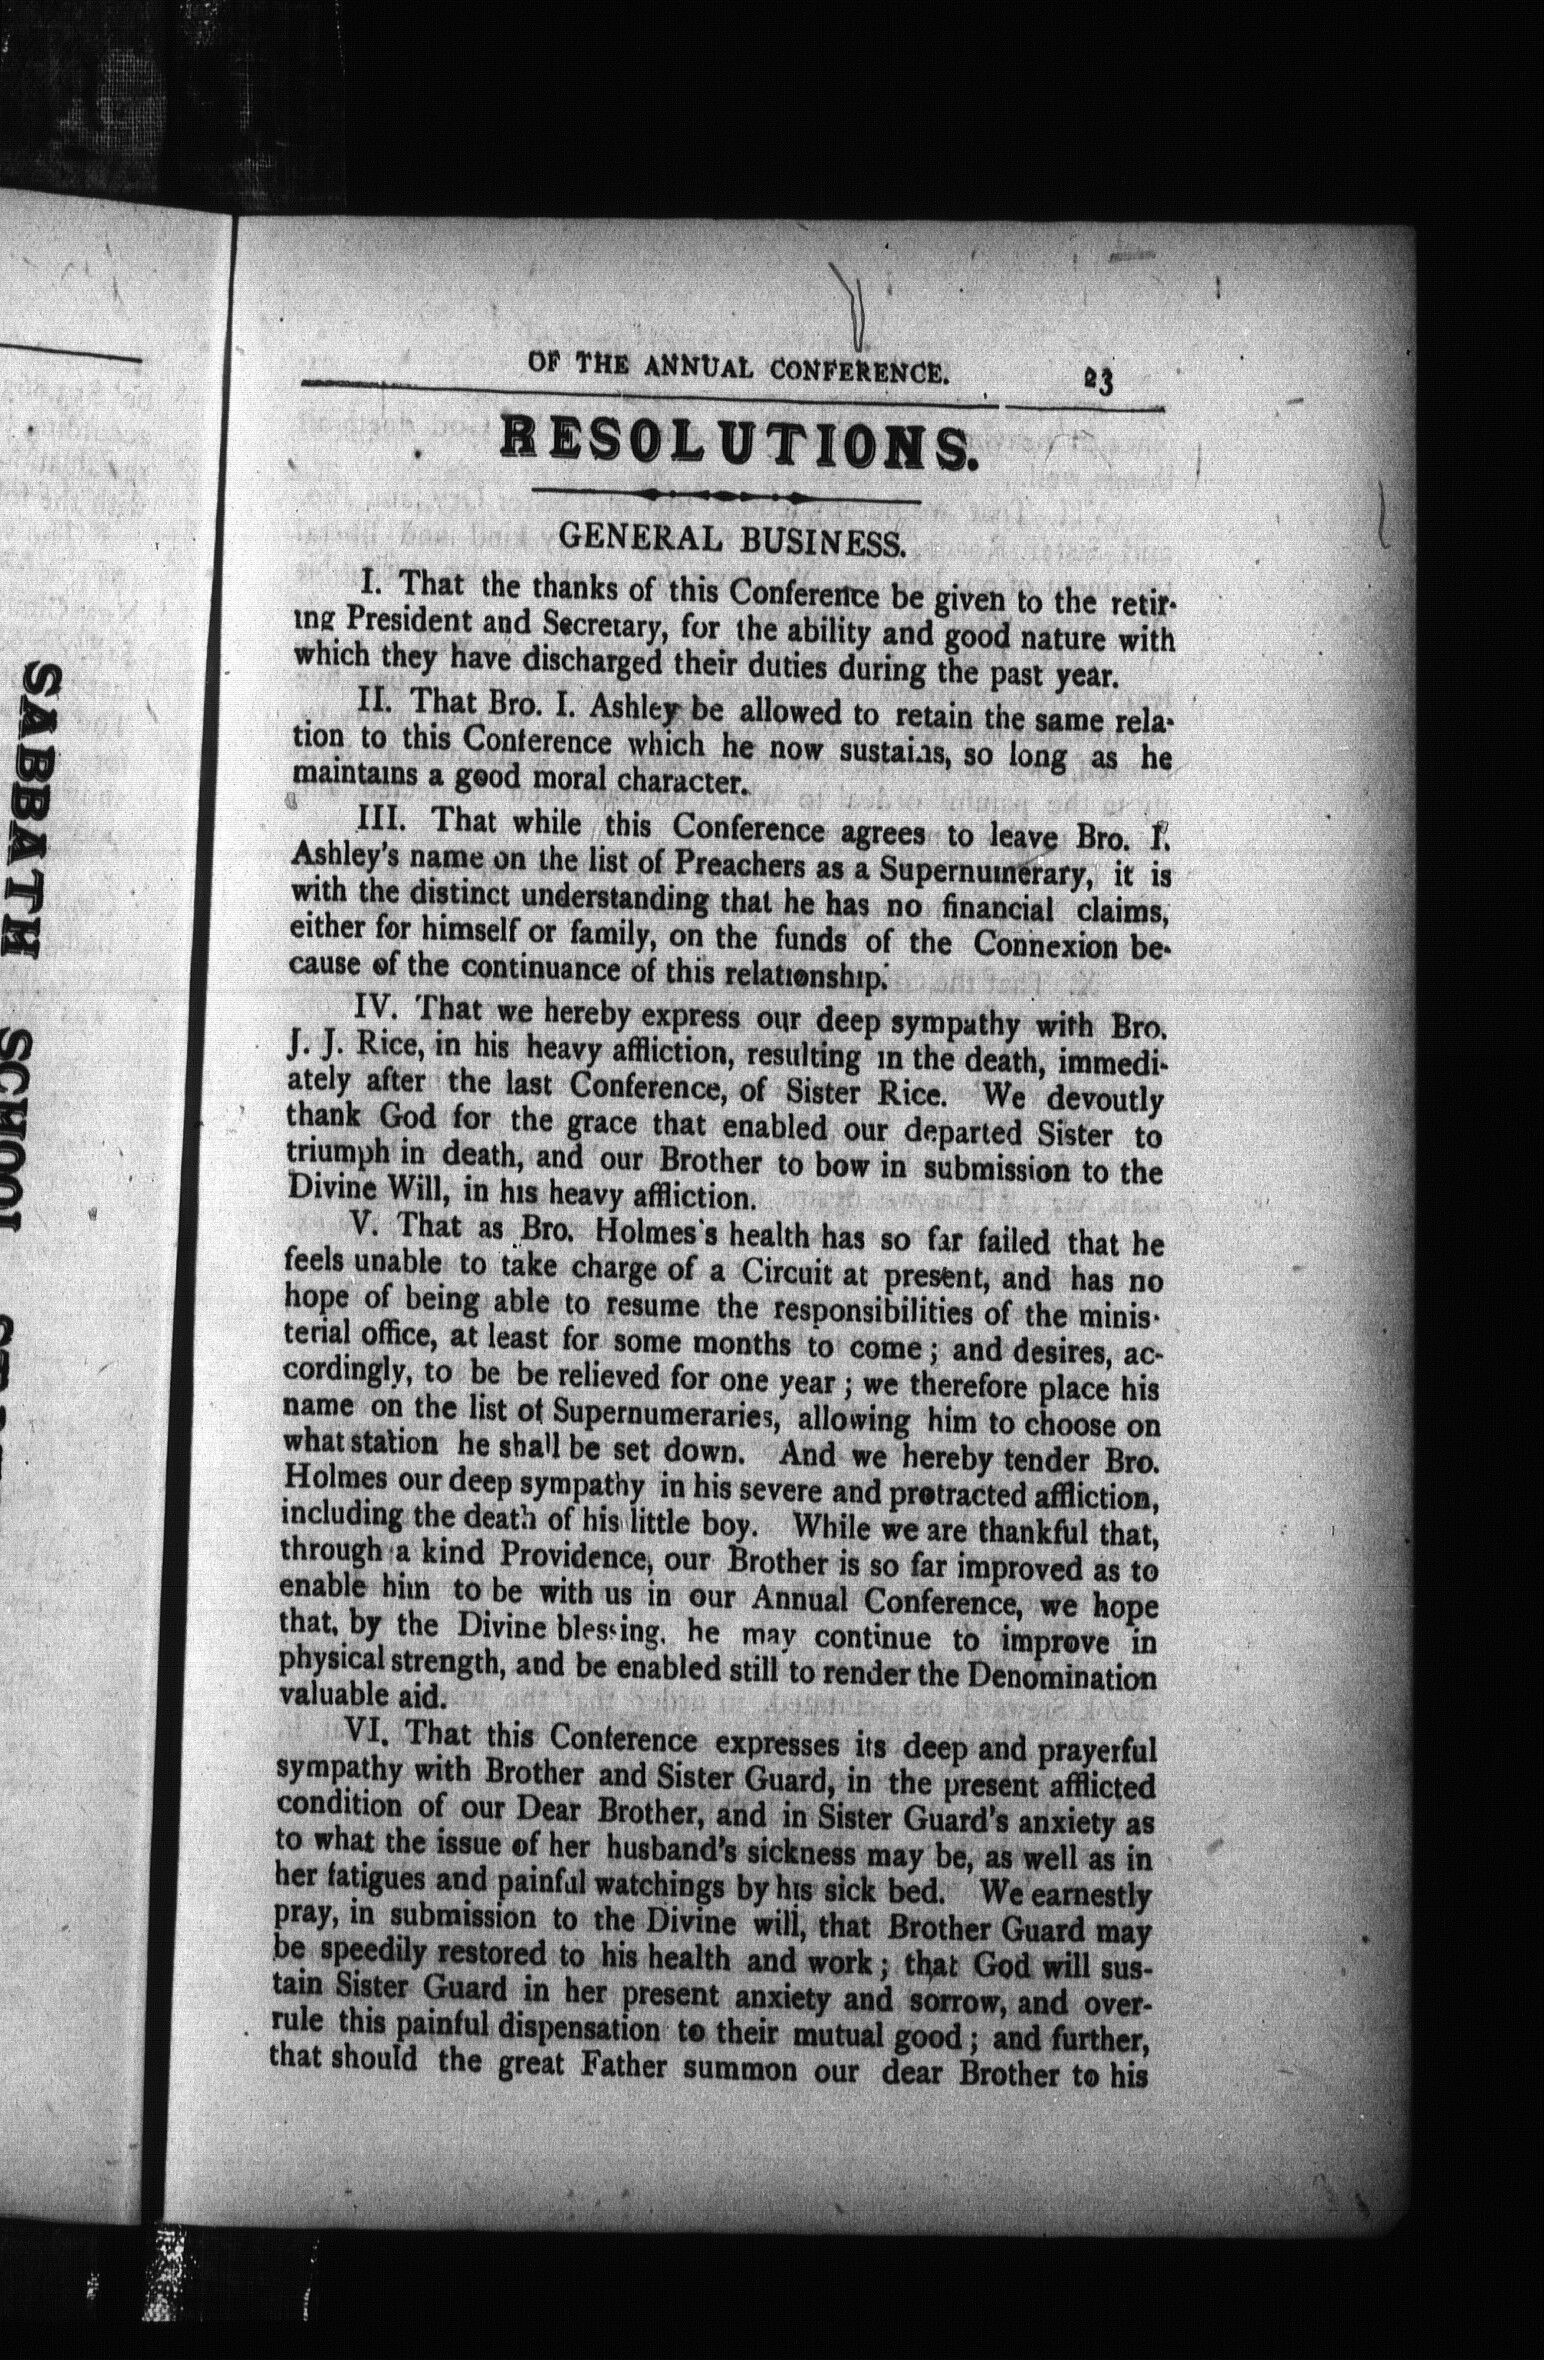 OF THE ANNUAL CONFERENCE. 23
RESOLUTIONS.
GENERAL BUSINESS.
I. That the thanks of this Conference be given to the retir-
ing President and Secretary, for the ability and good nature with
which they have discharged their duties during the past year.
II. That Bro. I. Ashley be allowed to retain the same rela-
tion to this Conference which he now sustains, so long as he
maintains a good moral character.
III. That while this Conference agrees to leave Bro. I.
Ashley's name on the list of Preachers as a Supernumerary, it is
with the distinct understanding that he has no financial claims,
either for himself or family, on the funds of the Connexion be-
cause of the continuance of this relationship.
IV. That we hereby express our deep sympathy with Bro.
J. J. Rice, in his heavy affliction, resulting in the death, immedi-
ately after the last Conference, of Sister Rice. We devoutly
thank God for the grace that enabled our departed Sister to
triumph in death, and our Brother to bow in submission to the
Divine Will, in his heavy affliction.
V. That as Bro. Holmes's health has so far failed that he
feels unable to take charge of a Circuit at present, and has no
hope of being able to resume the responsibilities of the minis-
terial office, at least for some months to come; and desires, ac-
cordingly, to be be relieved for one year; we therefore place his
name on the list of Supernumeraries, allowing him to choose on
what station he shall be set down. And we hereby tender Bro.
Holmes our deep sympathy in his severe and protracted affliction,
including the death of his little boy. While we are thankful that,
through a kind Providence, our Brother is so far improved as to
enable him to be with us in our Annual Conference, we hope
that, by the Divine blessing, he may continue to improve in
physical strength, and be enabled still to render the Denomination
valuable aid.
VI. That this Conference expresses its deep and prayerful
sympathy with Brother and Sister Guard, in the present afflicted
condition of our Dear Brother, and in Sister Guard's anxiety as
to what the issue of her husband's sickness may be, as well as in
her fatigues and painful watchings by his sick bed. We earnestly
pray, in submission to the Divine will, that Brother Guard may
be speedily restored to his health and work; that God will sus-
tain Sister Guard in her present anxiety and sorrow, and over-
rule this painful dispensation to their mutual good; and further,
that should the great Father summon our dear Brother to his
SABBATH SCHOOL